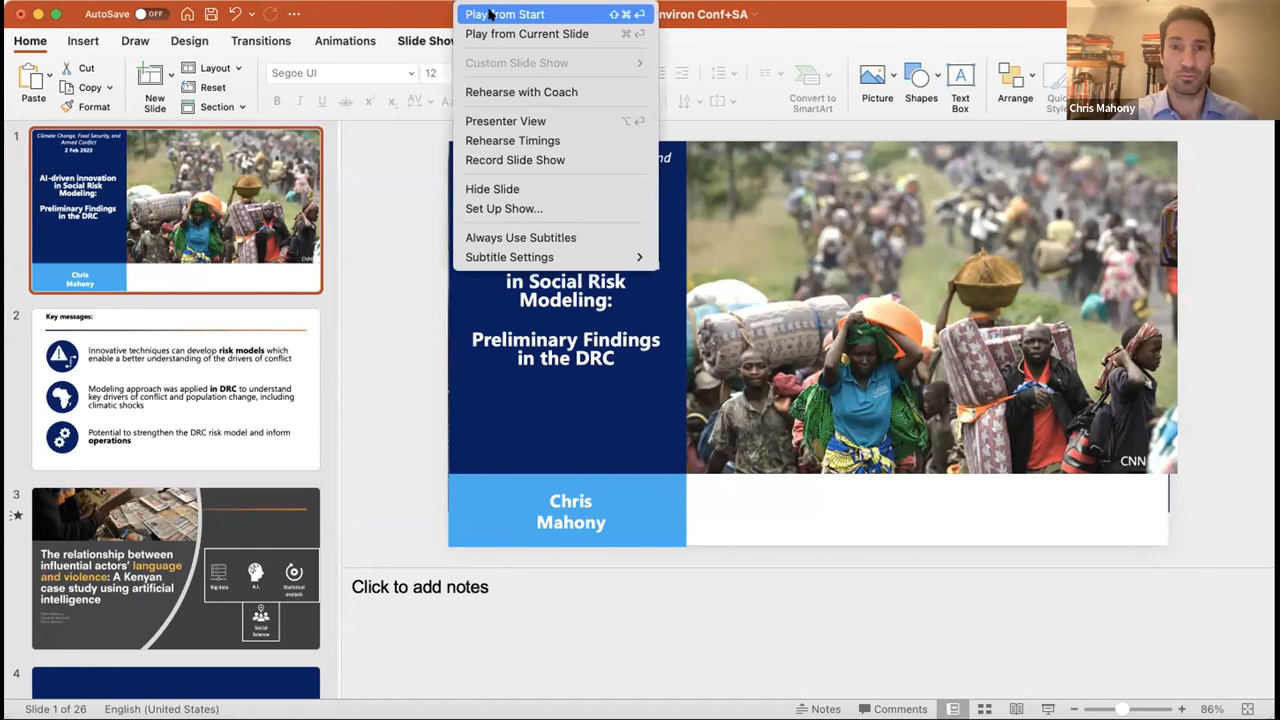 AutoSave OFF
Environ Conf+SA
Home Insert Draw Design Transitions Animations Slide Show
Play from Start
Play from Current Slide
Custom Slide Show
Rehearse with Coach
Presenter View
Rehearse Timings
Record Slide Show
Hide Slide
Set Up Show...
Always Use Subtitles
Subtitle Settings
Paste
Cut
Copy
Format
New
Slide
Layout
Reset
Section
Segoe UI
12
Convert to
SmartArt
Picture
Shapes
Text
Box
Arrange
Chris Mahony
1
Climate Change, Food Security, and
Armed Conflict
2 Feb 2022
AI-driven innovation
in Social Risk
Modeling:
Preliminary Findings
in the DRC
Chris
Mahony
CNN
2
Key messages:
Innovative techniques can develop risk models which
enable a better understanding of the drivers of conflict
Modeling approach was applied in DRC to understand
key drivers of conflict and population change, including
climatic shocks
Potential to strengthen the DRC risk model and inform
operations
3
The relationship between
influential actors' language
and violence: A Kenyan
case study using artificial
intelligence
Big data
A.I.
Statistical
analysis
Social
Science
4
nd
in Social Risk
Modeling:
Preliminary Findings
in the DRC
Chris
Mahony
CNN
Click to add notes
Slide 1 of 26
English (United States)
Notes
Comments
86%